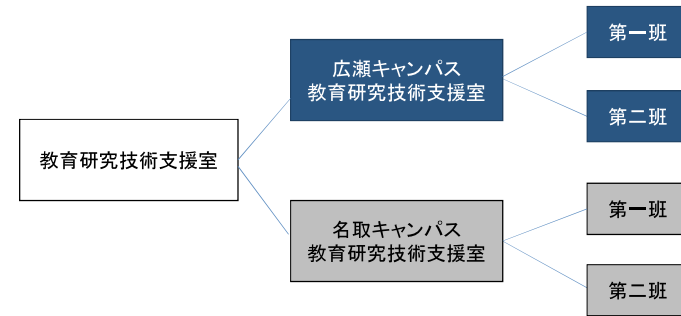 教育研究技術支援室
広瀬キャンパス
教育研究技術支援室
第一班
第二班
名取キャンパス
教育研究技術支援室
第一班
第二班